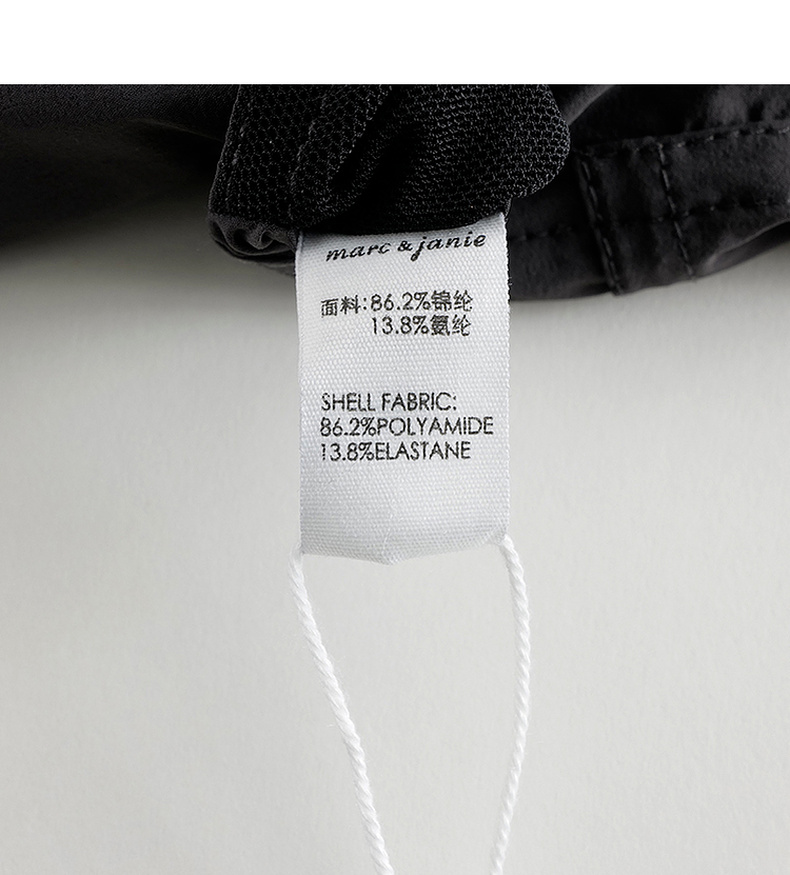 marc & janie
面料:86.2%锦纶
13.8%氨纶
SHELL FABRIC:
86.2%POLYAMIDE
13.8%ELASTANE